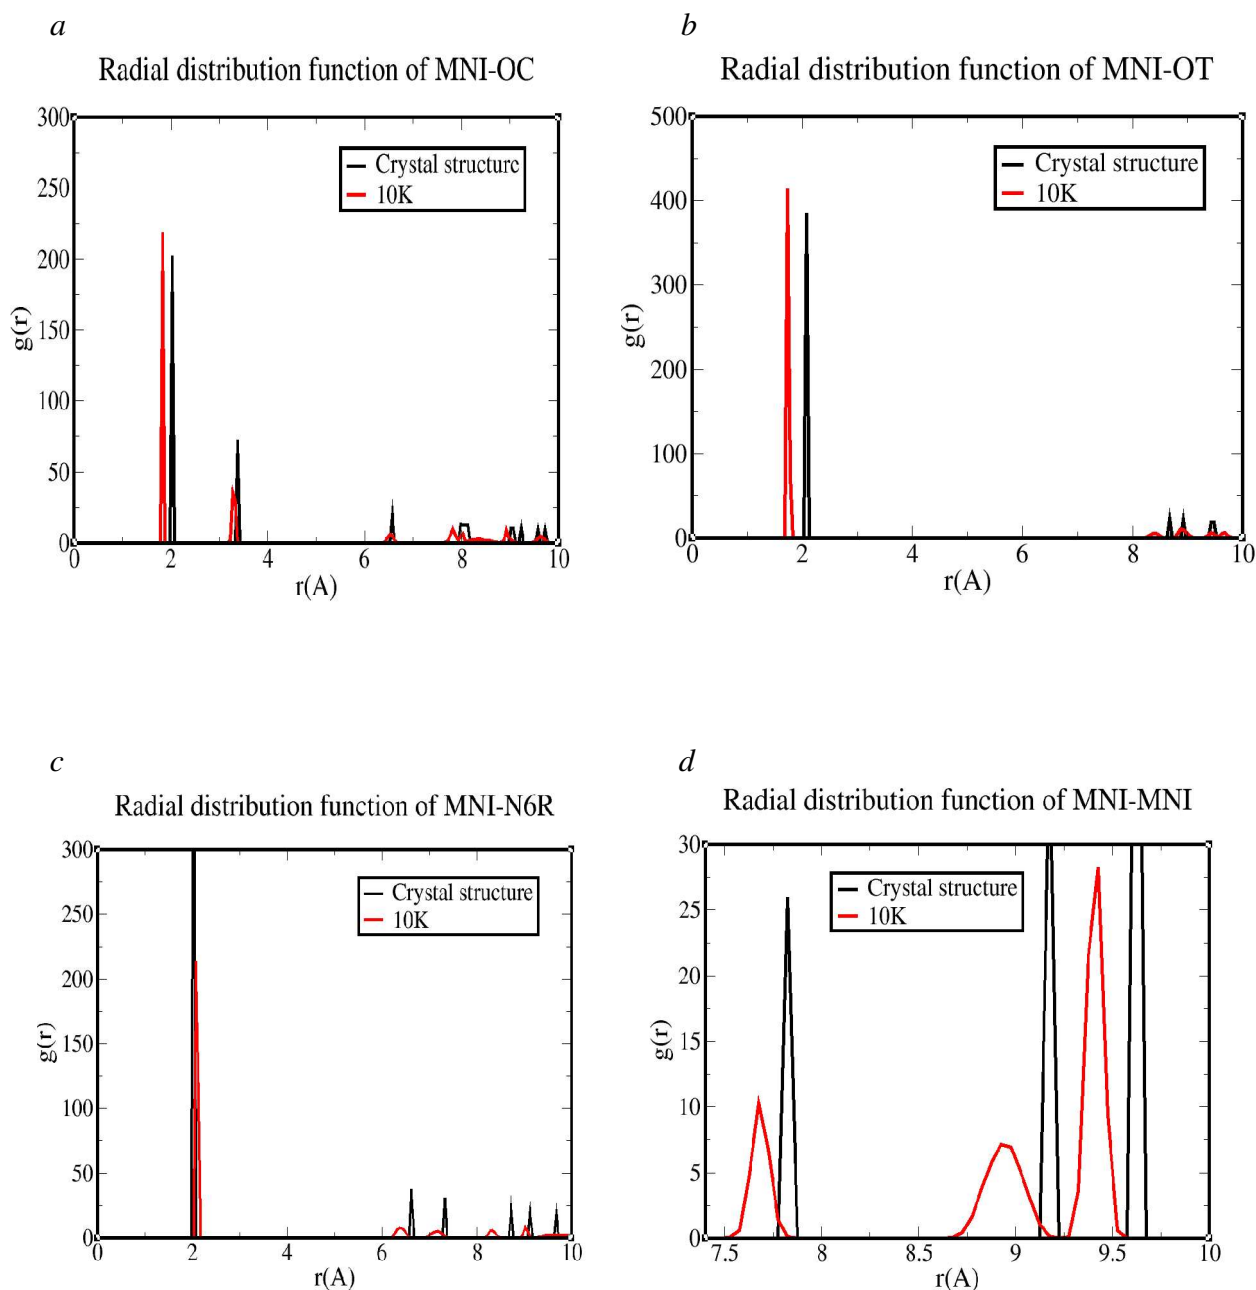 a
Radial distribution function of MNI-OC
300
250
200
150
100
50
0
g(r)
Crystal structure
10K
0 2 4 6 8 10
r(A)
b
Radial distribution function of MNI-OT
500
400
300
200
100
0
g(r)
Crystal structure
10K
0 2 4 6 8 10
r(A)
c
Radial distribution function of MNI-N6R
300
250
200
150
100
50
0
g(r)
Crystal structure
10K
0 2 4 6 8 10
r(A)
d
Radial distribution function of MNI-MNI
30
25
20
15
10
5
0
g(r)
Crystal structure
10K
7.5 8 8.5 9 9.5 10
r(A)